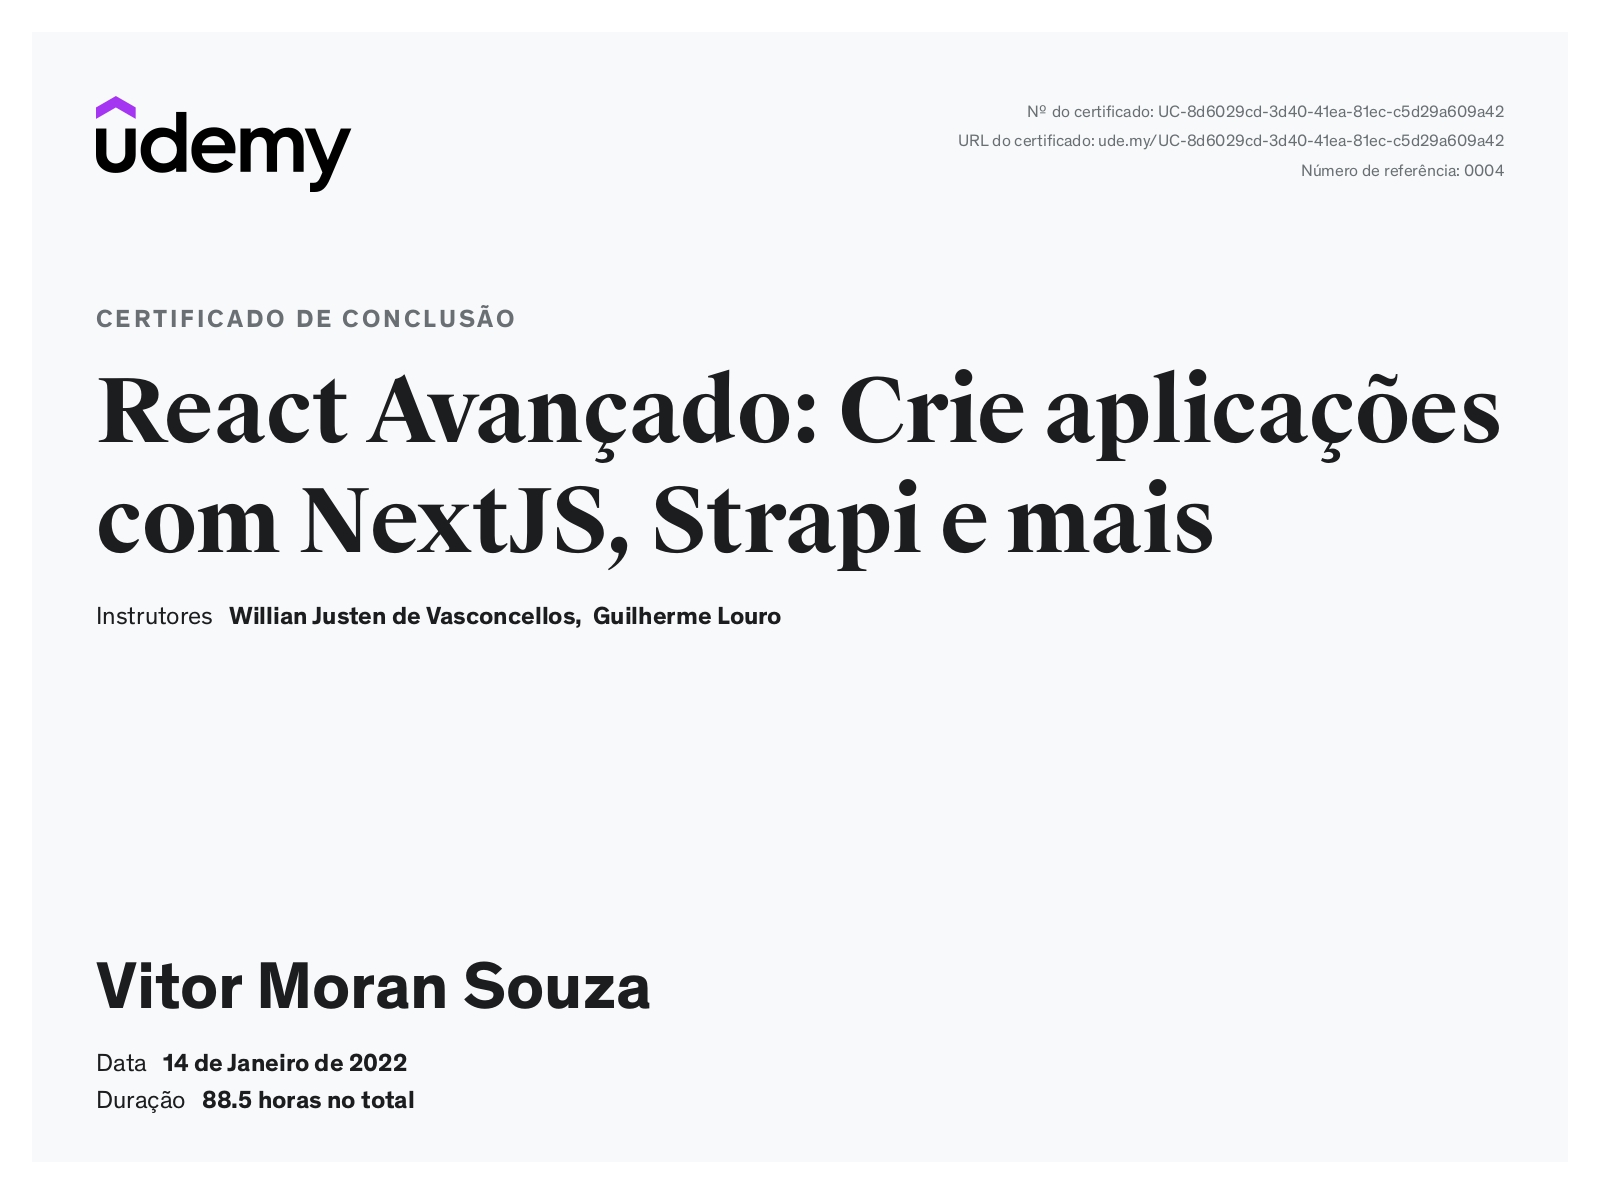 udemy
Nº do certificado: UC-8d6029cd-3d40-41ea-81ec-c5d29a609a42
URL do certificado: ude.my/UC-8d6029cd-3d40-41ea-81ec-c5d29a609a42
Número de referência: 0004
CERTIFICADO DE CONCLUSÃO
React Avançado: Crie aplicações
com NextJS, Strapi e mais
Instrutores Willian Justen de Vasconcellos, Guilherme Louro
Vitor Moran Souza
Data 14 de Janeiro de 2022
Duração 88.5 horas no total